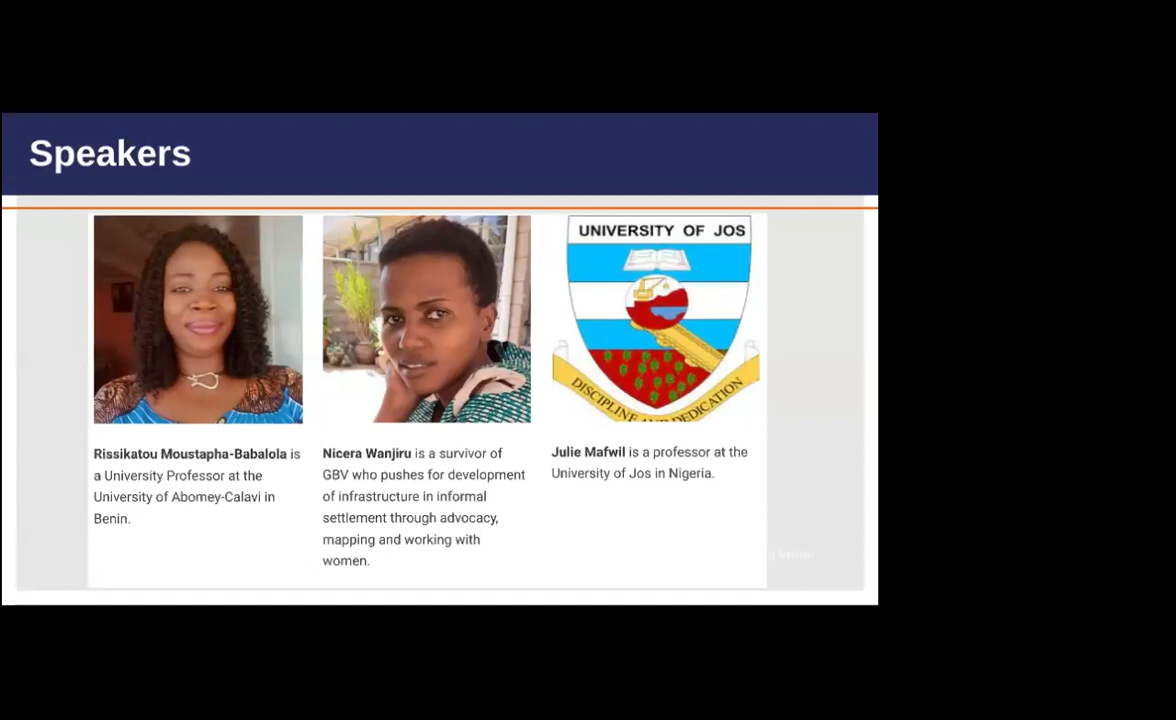 Speakers
UNIVERSITY OF JOS
DISCIPLINE AND DEDICATION
Rissikatou Moustapha-Babalola is
a University Professor at the
University of Abomey-Calavi in
Benin.
Nicera Wanjiru is a survivor of
GBV who pushes for development
of infrastructure in informal
settlement through advocacy,
mapping and working with
women.
Julie Mafwil is a professor at the
University of Jos in Nigeria.